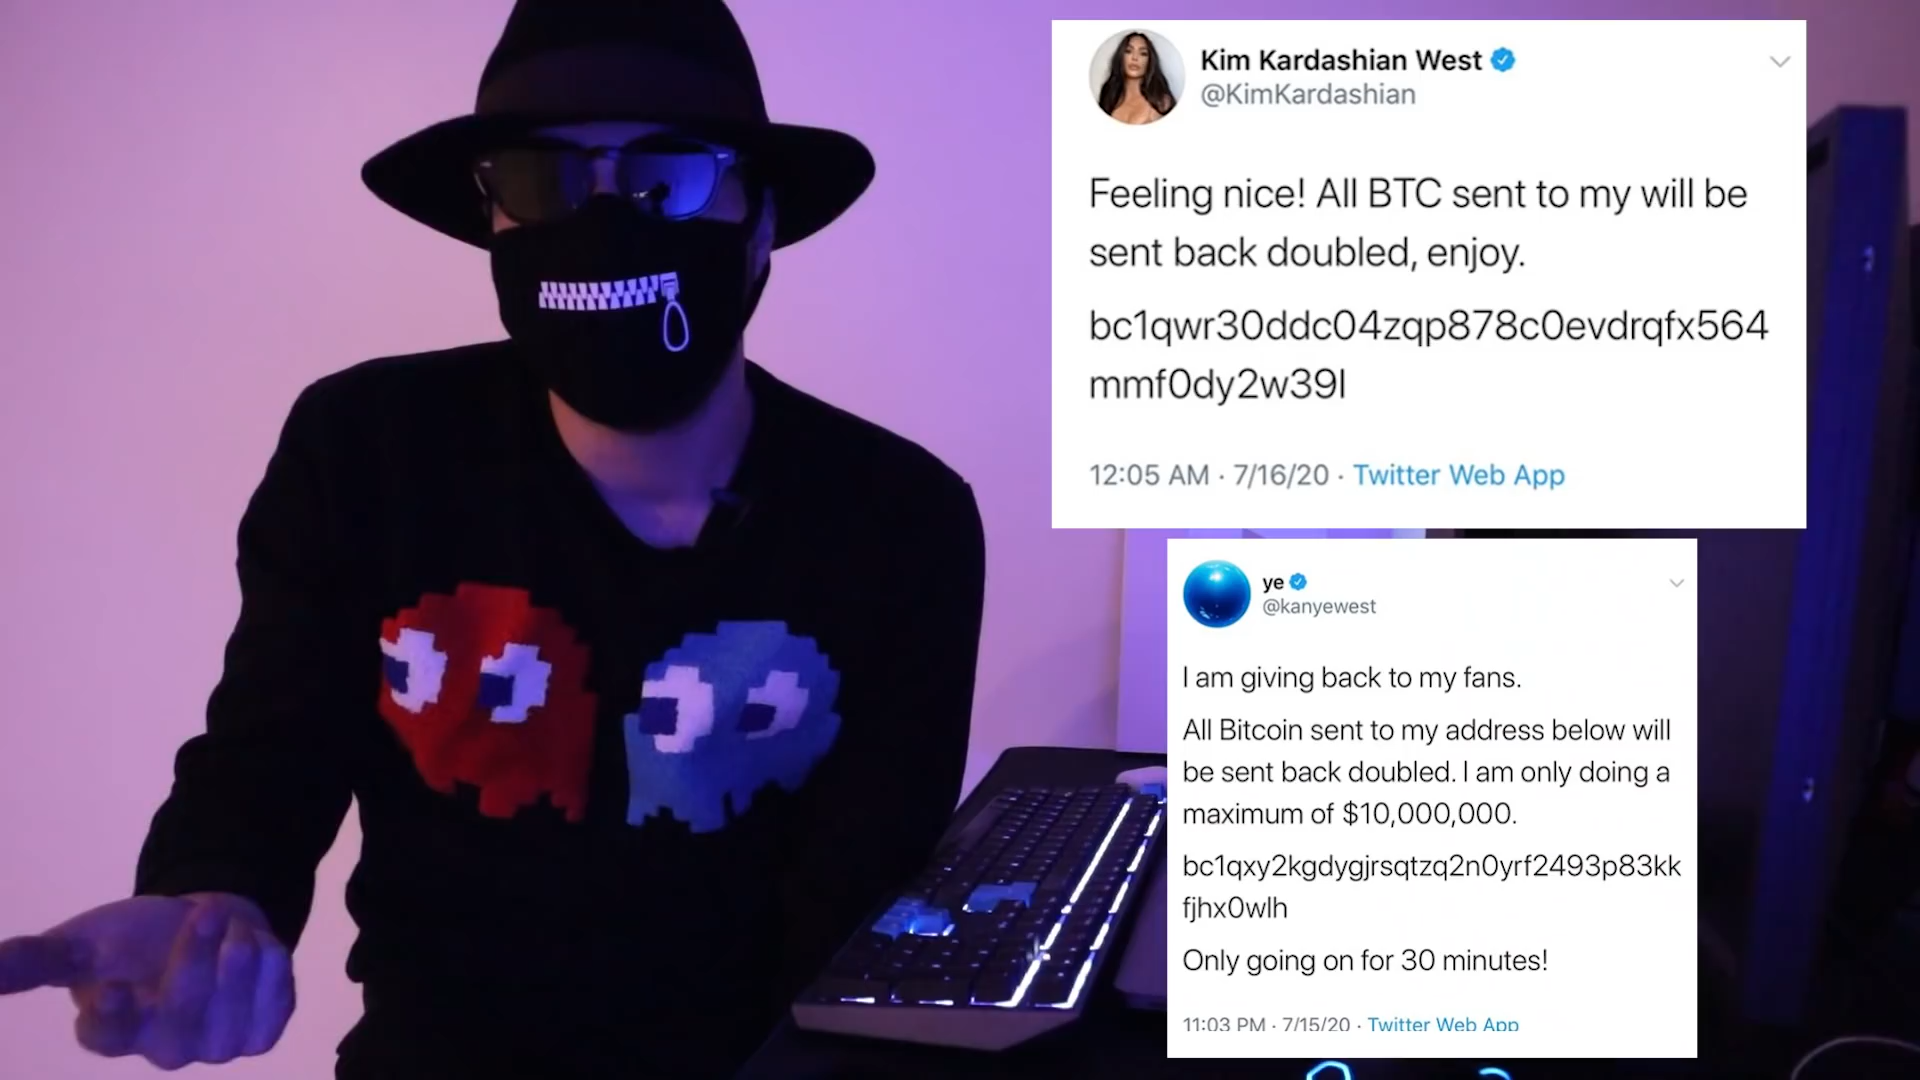 Kim Kardashian West
@KimKardashian
Feeling nice! All BTC sent to my will be
sent back doubled, enjoy.
bc1qwr30ddc04zqp878c0evdrqfx564
mmf0dy2w39l
12:05 AM · 7/16/20 · Twitter Web App
ye
@kanyewest
I am giving back to my fans.
All Bitcoin sent to my address below will
be sent back doubled. I am only doing a
maximum of $10,000,000.
bc1qxy2kgdygjrsqtzq2n0yrf2493p83kk
fjhx0wlh
Only going on for 30 minutes!
11:03 PM · 7/15/20 · Twitter Web App